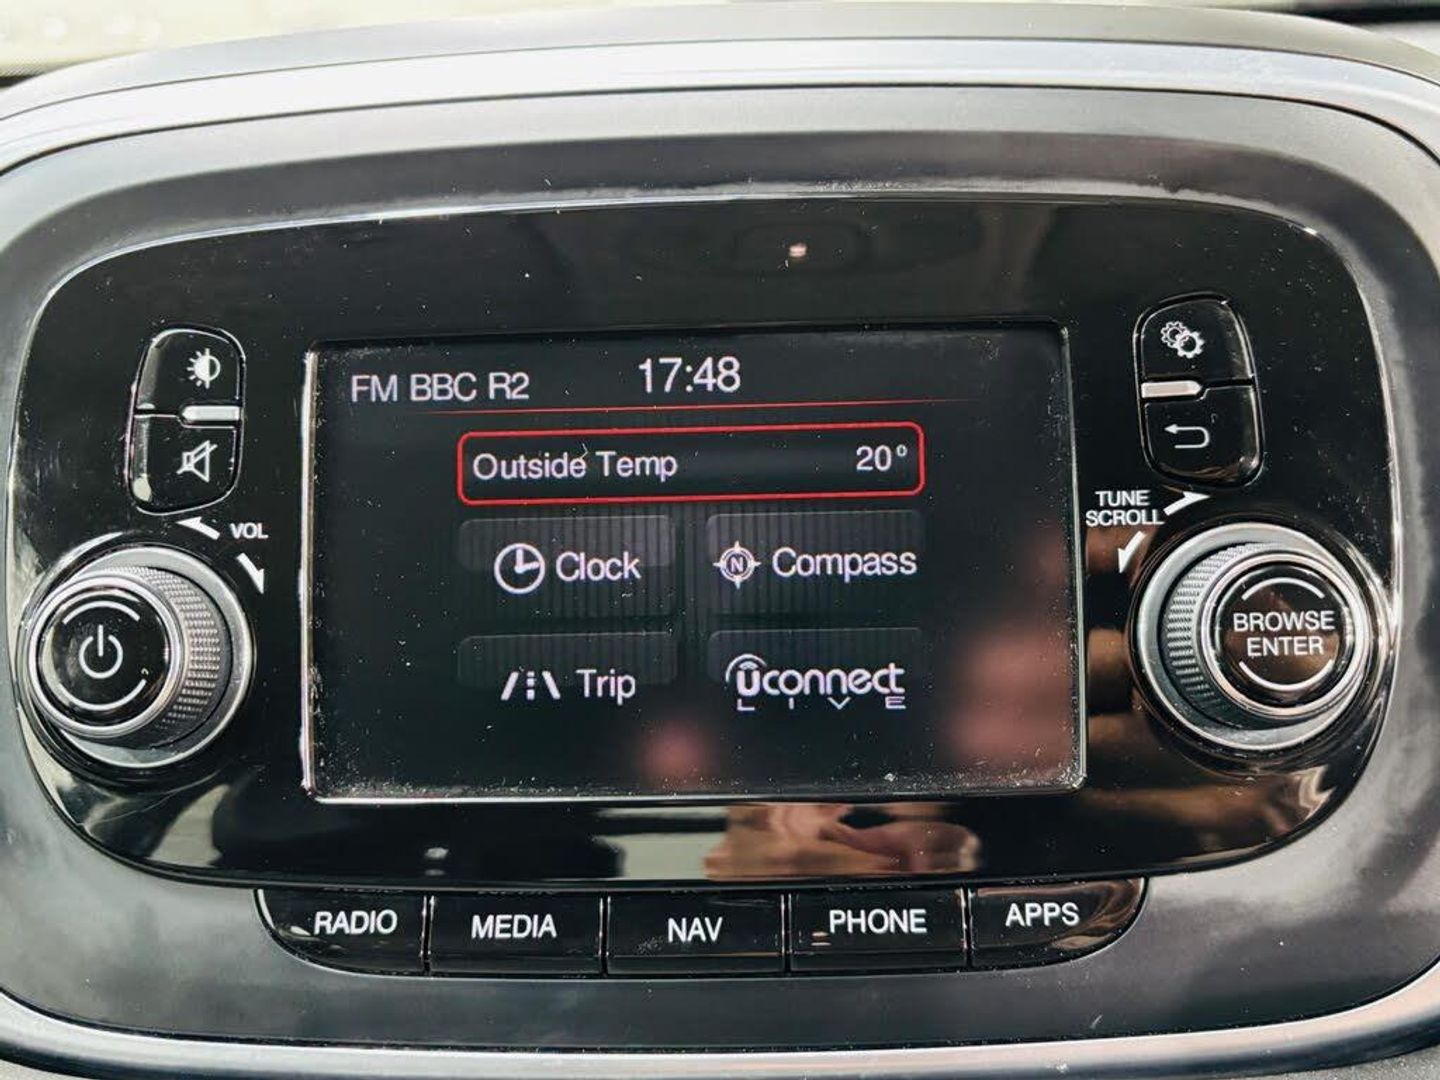 FM BBC R2
17:48
Outside Temp 20°
Clock
N Compass
Trip
Uconnect
LIVE
VOL
TUNE
SCROLL
BROWSE
ENTER
RADIO
MEDIA
NAV
PHONE
APPS